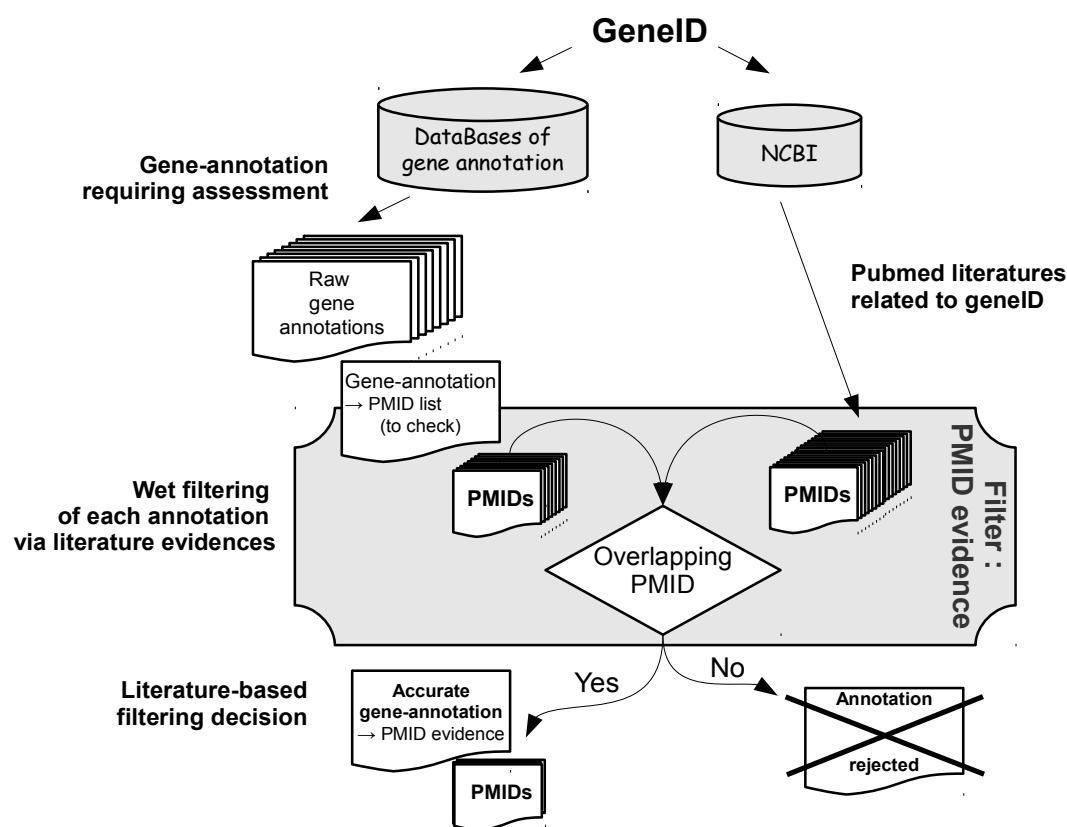 GeneID
DataBases of
gene annotation
NCBI
Gene-annotation
requiring assessment
Raw
gene
annotations
Pubmed literatures
related to geneID
Gene-annotation
→ PMID list
(to check)
PMIDs
PMIDs
Filter :
PMID evidence
Wet filtering
of each annotation
via literature evidences
Overlapping
PMID
Yes
No
Literature-based
filtering decision
Accurate
gene-annotation
→ PMID evidence
PMIDs
Annotation
rejected